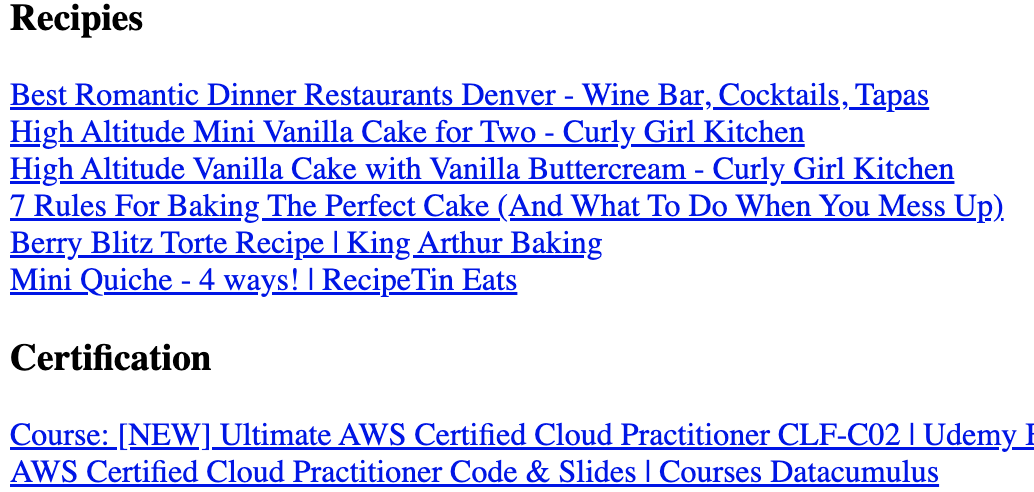 Recipies
Best Romantic Dinner Restaurants Denver - Wine Bar, Cocktails, Tapas
High Altitude Mini Vanilla Cake for Two - Curly Girl Kitchen
High Altitude Vanilla Cake with Vanilla Buttercream - Curly Girl Kitchen
7 Rules For Baking The Perfect Cake (And What To Do When You Mess Up)
Berry Blitz Torte Recipe | King Arthur Baking
Mini Quiche - 4 ways! | RecipeTin Eats
Certification
Course: [NEW] Ultimate AWS Certified Cloud Practitioner CLF-C02 | Udemy
AWS Certified Cloud Practitioner Code & Slides | Courses Datacumulus